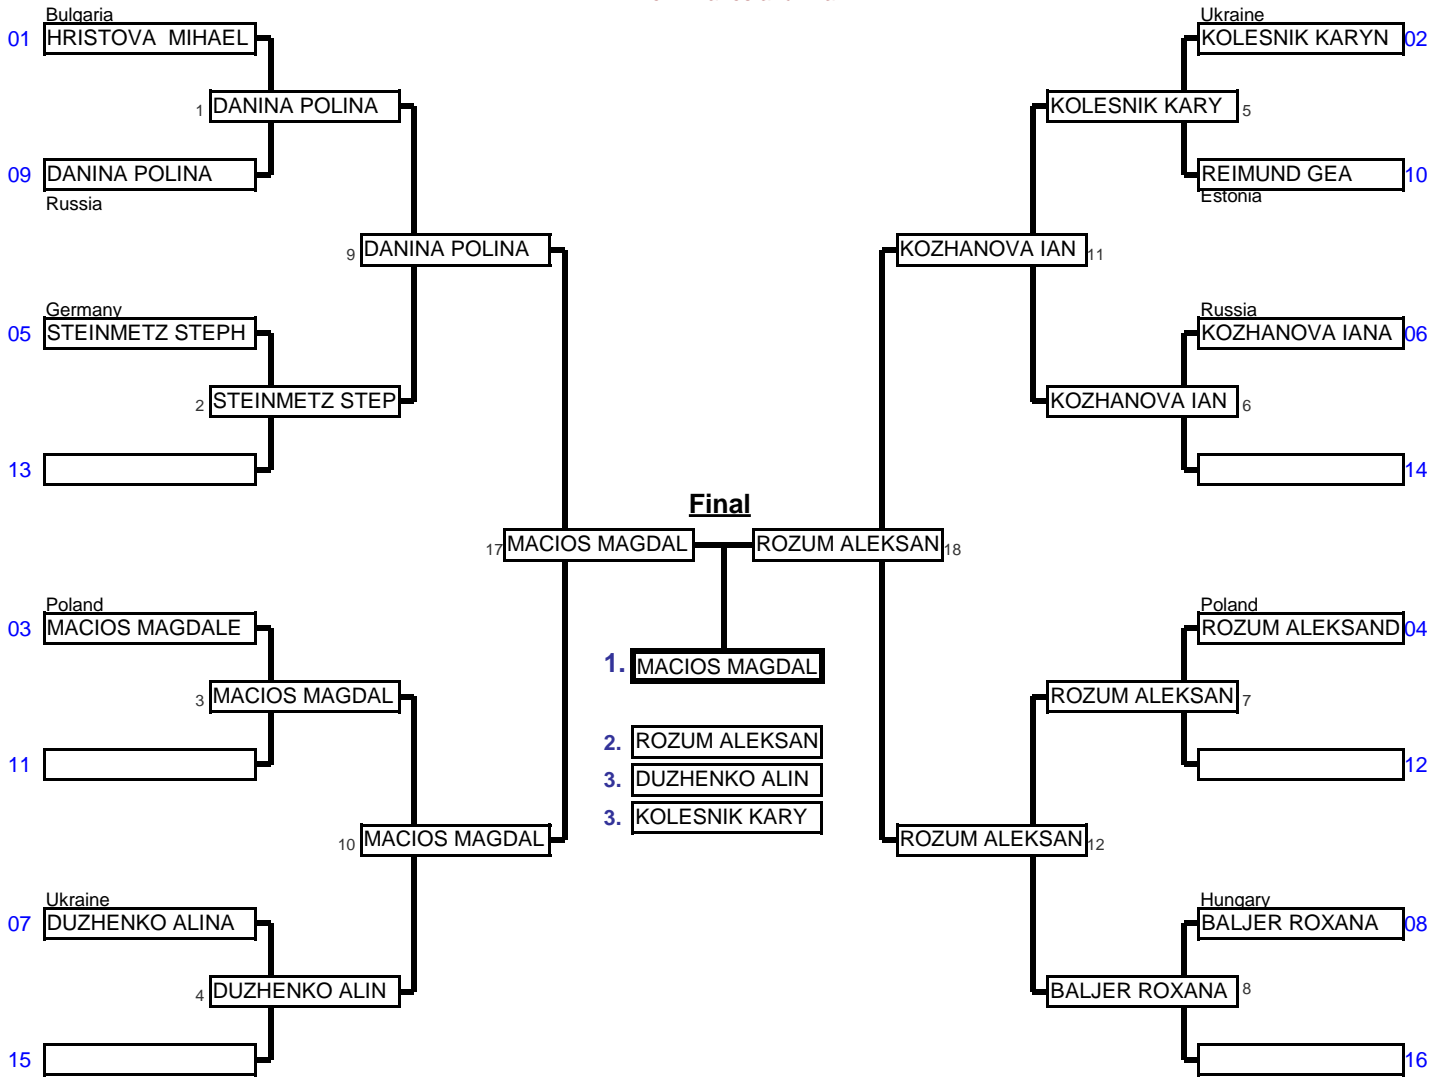 Bulgaria
Ukraine
01 HRISTOVA  MIHAEL
KOLESNIK KARYN 02
1 DANINA POLINA
KOLESNIK KARY 5
09 DANINA POLINA
REIMUND GEA 10
Russia
Estonia
9 DANINA POLINA
KOZHANOVA IAN 11
Germany
Russia
05 STEINMETZ STEPH
KOZHANOVA IANA 06
2 STEINMETZ STEP
KOZHANOVA IAN 6
13
14
Final
17 MACIOS MAGDAL
ROZUM ALEKSAN 18
Poland
Poland
03 MACIOS MAGDALE
ROZUM ALEKSAND 04
1. MACIOS MAGDAL
3 MACIOS MAGDAL
ROZUM ALEKSAN 7
2. ROZUM ALEKSAN
11
12
3. DUZHENKO ALIN
3. KOLESNIK KARY
10 MACIOS MAGDAL
ROZUM ALEKSAN 12
Ukraine
Hungary
07 DUZHENKO ALINA
BALJER ROXANA 08
4 DUZHENKO ALIN
BALJER ROXANA 8
15
16